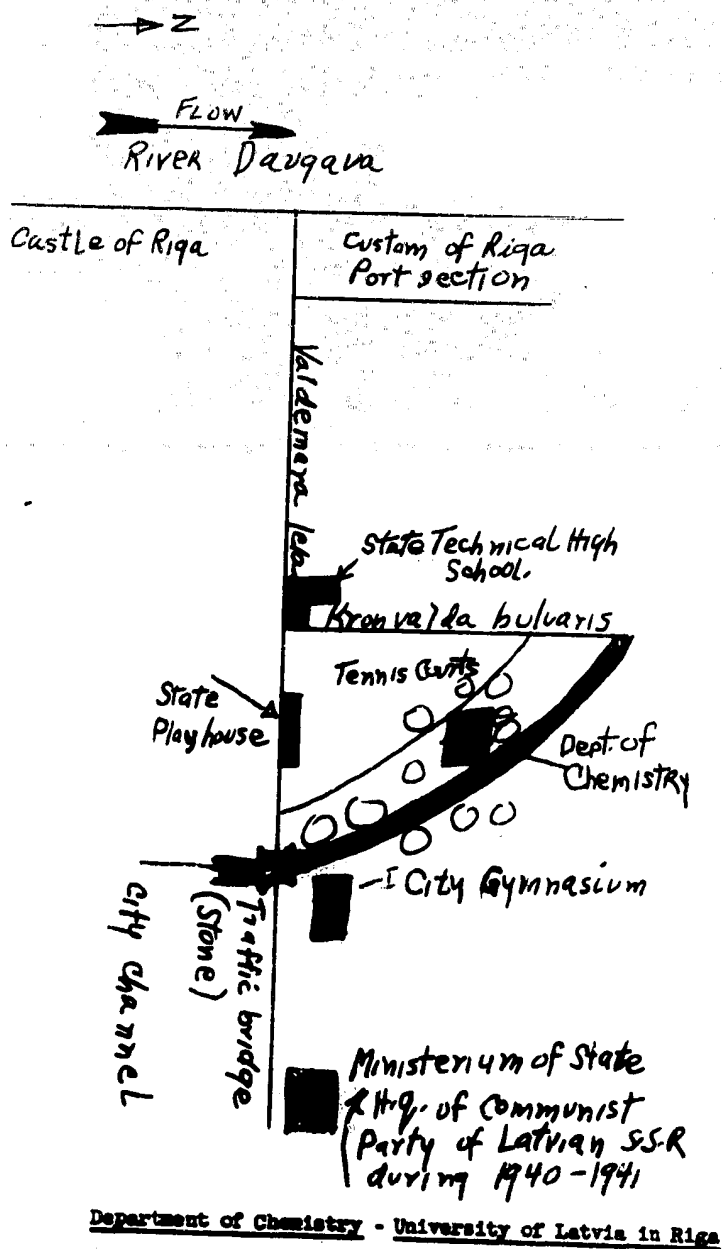 N
FLOW
RIVER Daugava
Castle of Riga
Custom of Riga
Port section
Valdemara iela
State Technical High
School.
Kronvalda bulvaris
Tennis Courts
State
Playhouse
Dept. of
Chemistry
I City Gymnasium
City Channel
Traffic bridge
(Stone)
Ministerium of State
& Hq. of Communist
Party of Latvian S.S.R
during 1940-1941
Department of Chemistry - University of Latvia in Riga